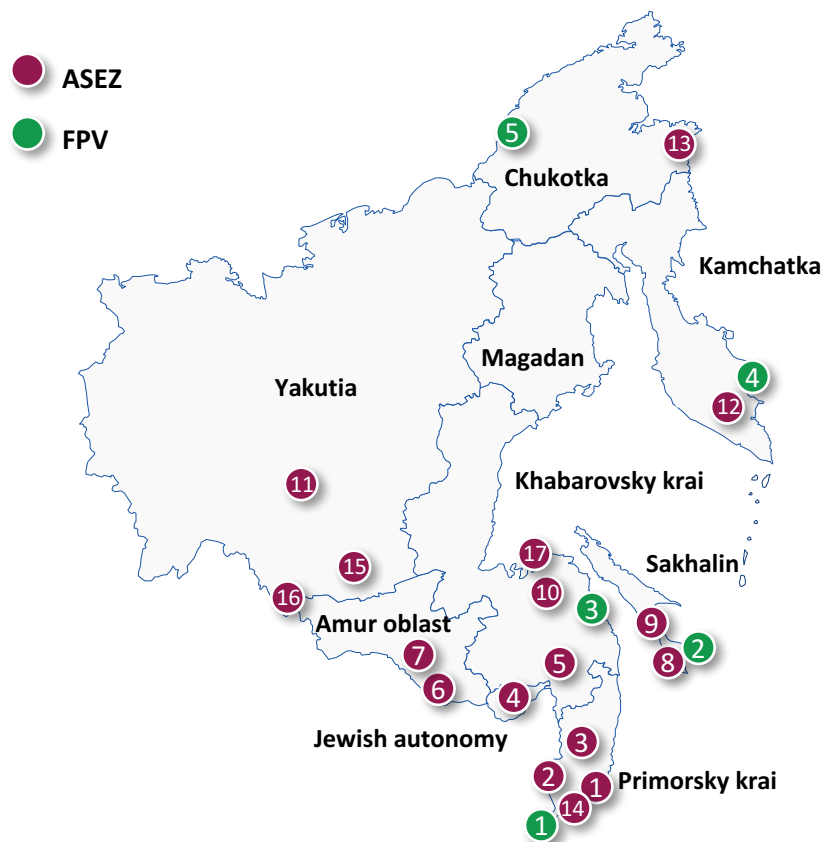 ASEZ
FPV
5
13
Chukotka
Kamchatka
Magadan
4
Yakutia
12
11
Khabarovsky krai
17
Sakhalin
15
16
10
3
Amur oblast
9
7
2
5
8
6
4
Jewish autonomy
3
2
Primorsky krai
1
14
1